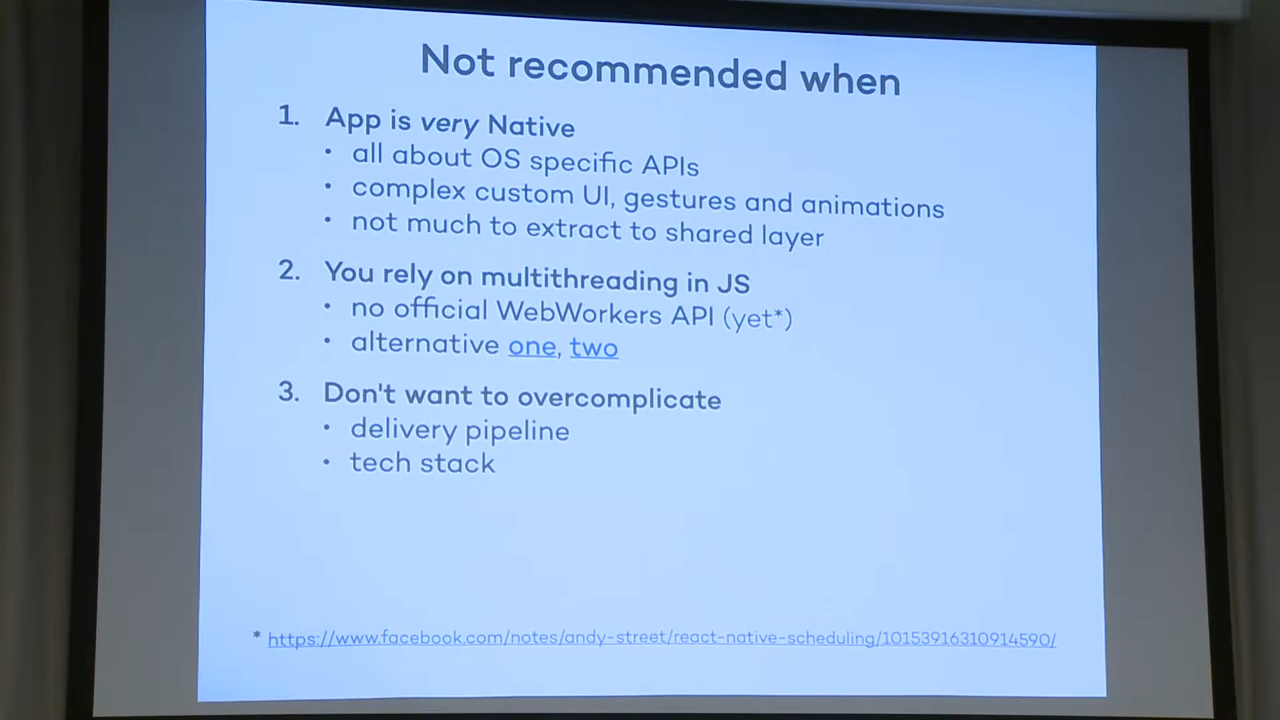 Not recommended when
1. App is very Native
• all about OS specific APIs
• complex custom UI, gestures and animations
• not much to extract to shared layer
2. You rely on multithreading in JS
• no official WebWorkers API (yet*)
• alternative one, two
3. Don't want to overcomplicate
• delivery pipeline
• tech stack
* https://www.facebook.com/notes/andy-street/react-native-scheduling/10153916310914590/